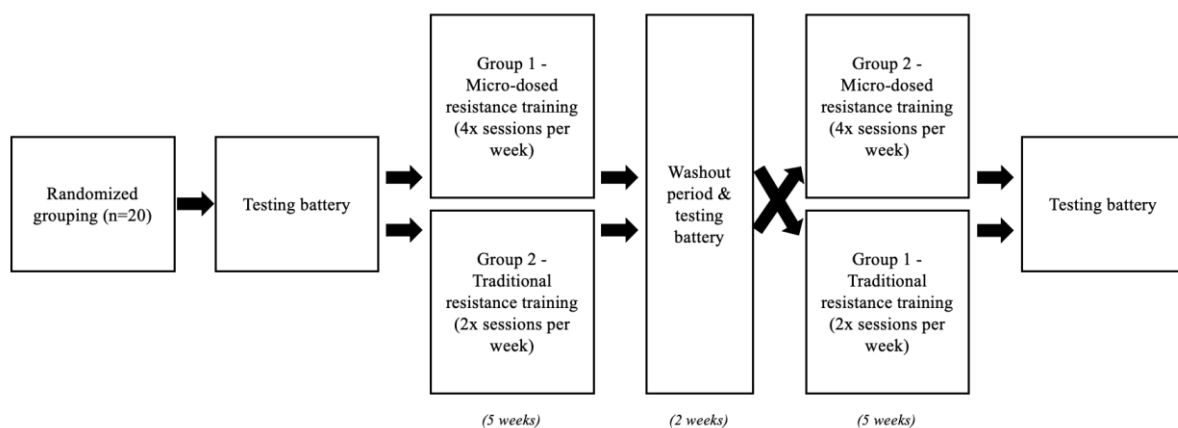 Randomized
grouping (n=20)
Testing battery
Group 1 -
Micro-dosed
resistance training
(4x sessions per
week)
Group 2 -
Traditional
resistance training
(2x sessions per
week)
(5 weeks)
Washout
period &
testing
battery
(2 weeks)
Group 2 -
Micro-dosed
resistance training
(4x sessions per
week)
Group 1 -
Traditional
resistance training
(2x sessions per
week)
(5 weeks)
Testing battery